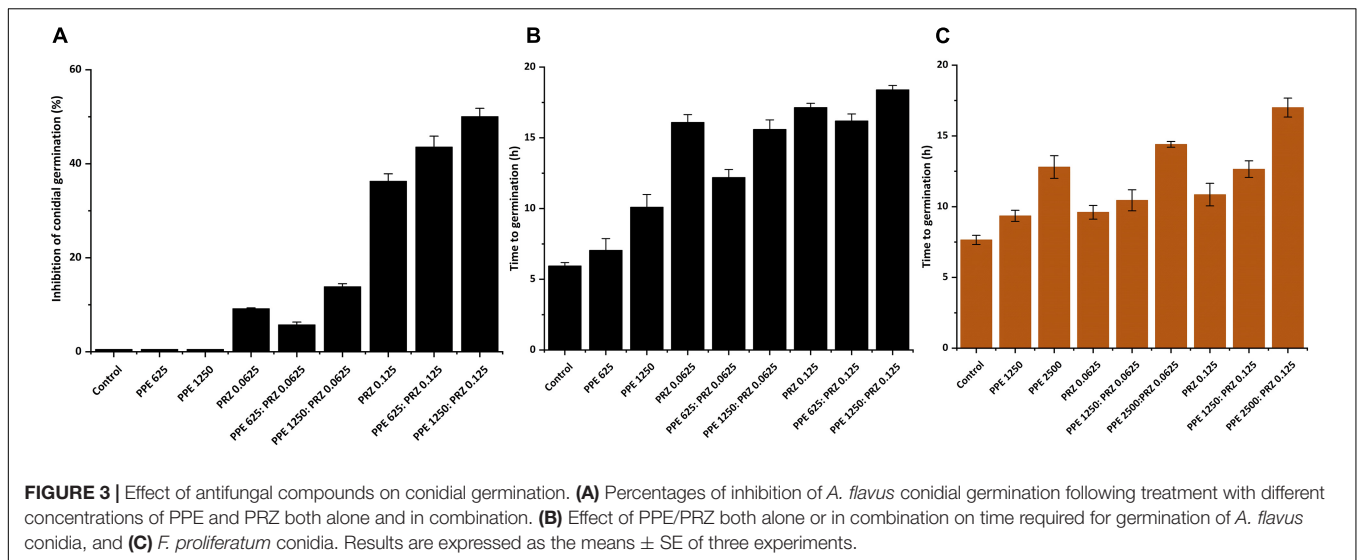 A
Inhibition of conidial germination (%)
60
40
20
0
Control
PPE 625
PPE 1250
PRZ 0.0625
PPE 625: PRZ 0.0625
PPE 1250: PRZ 0.0625
PRZ 0.125
PPE 625: PRZ 0.125
PPE 1250: PRZ 0.125
B
Time to germination (h)
20
15
10
5
0
Control
PPE 625
PPE 1250
PRZ 0.0625
PPE 625: PRZ 0.0625
PPE 1250: PRZ 0.0625
PRZ 0.125
PPE 625: PRZ 0.125
PPE 1250: PRZ 0.125
C
Time to germination (h)
20
15
10
5
0
Control
PPE 1250
PPE 2500
PRZ 0.0625
PPE 1250: PRZ 0.0625
PPE 2500:PRZ 0.0625
PRZ 0.125
PPE 1250: PRZ 0.125
PPE 2500: PRZ 0.125
FIGURE 3 | Effect of antifungal compounds on conidial germination. (A) Percentages of inhibition of A. flavus conidial germination following treatment with different
concentrations of PPE and PRZ both alone and in combination. (B) Effect of PPE/PRZ both alone or in combination on time required for germination of A. flavus
conidia, and (C) F. proliferatum conidia. Results are expressed as the means ± SE of three experiments.